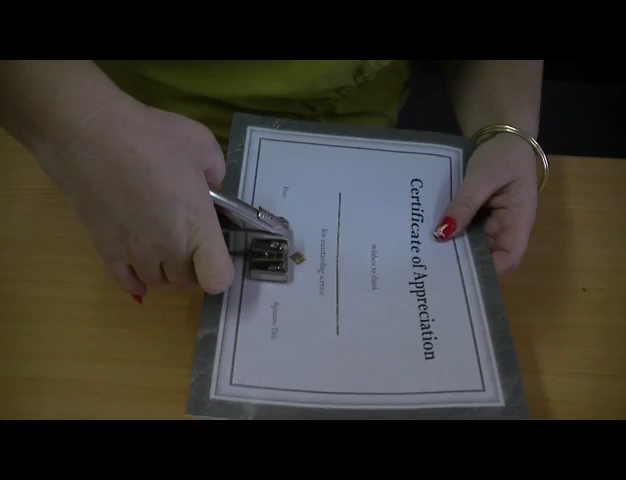 Certificate of Appreciation
wishes to thank
for outstanding service
Date
Signature/Title